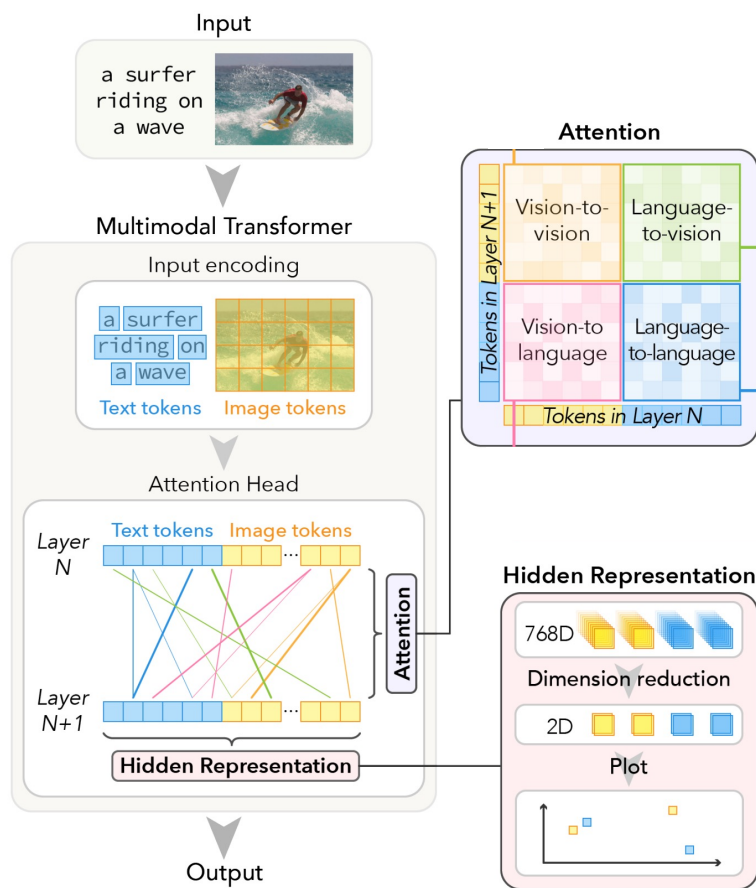 Input
a surfer
riding on
a wave
Multimodal Transformer
Input encoding
a surfer
riding on
a wave
Text tokens
Image tokens
Attention Head
Text tokens
Image tokens
Layer
N
...
Attention
Layer
N+1
...
Hidden Representation
Output
Attention
Tokens in Layer N+1
Vision-to-
vision
Language-
to-vision
Vision-to
language
Language-
to-language
Tokens in Layer N
Hidden Representation
768D
Dimension reduction
2D
Plot